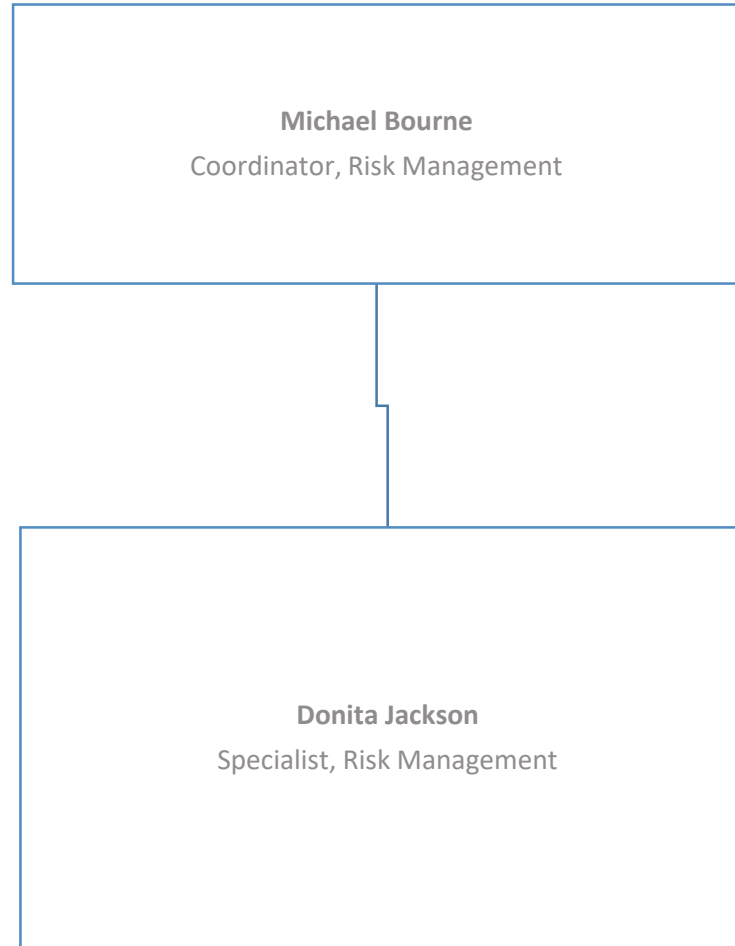 Michael Bourne
Coordinator, Risk Management
Donita Jackson
Specialist, Risk Management